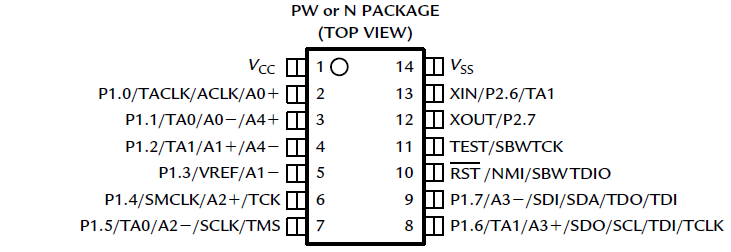 PW or N PACKAGE
(TOP VIEW)
VCC 1 14 VSS
P1.0/TACLK/ACLK/A0+ 2 13 XIN/P2.6/TA1
P1.1/TA0/A0−/A4+ 3 12 XOUT/P2.7
P1.2/TA1/A1+/A4− 4 11 TEST/SBWTCK
P1.3/VREF/A1− 5 10 RST/NMI/SBWTDIO
P1.4/SMCLK/A2+/TCK 6 9 P1.7/A3−/SDI/SDA/TDO/TDI
P1.5/TA0/A2−/SCLK/TMS 7 8 P1.6/TA1/A3+/SDO/SCL/TDI/TCLK